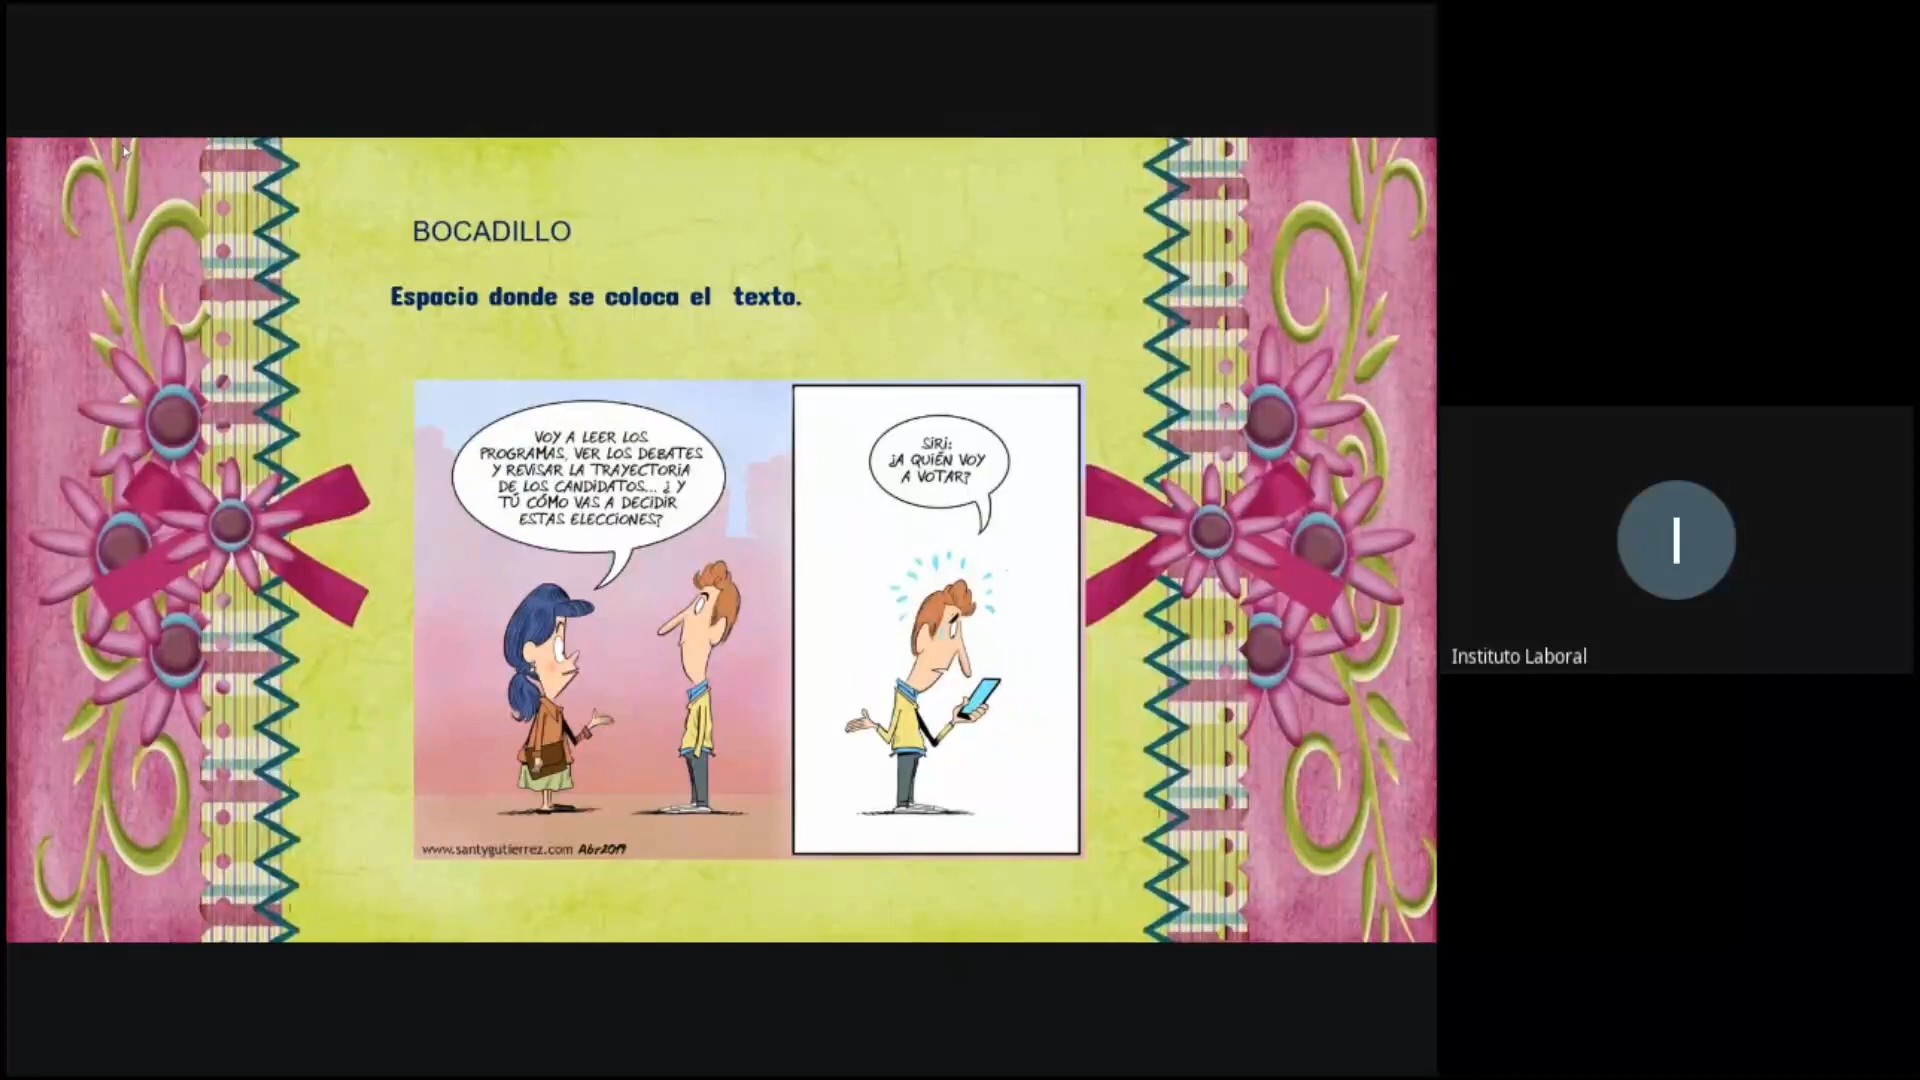 BOCADILLO
Espacio donde se coloca el texto.
VOY A LEER LOS
PROGRAMAS, VER LOS DEBATES
Y REVISAR LA TRAYECTORIA
DE LOS CANDIDATOS... ¿ Y
TÚ CÓMO VAS A DECIDIR
ESTAS ELECCIONES?
SIRI:
¿A QUIÉN VOY
A VOTAR?
www.santygutierrez.com Abr2019
I
Instituto Laboral